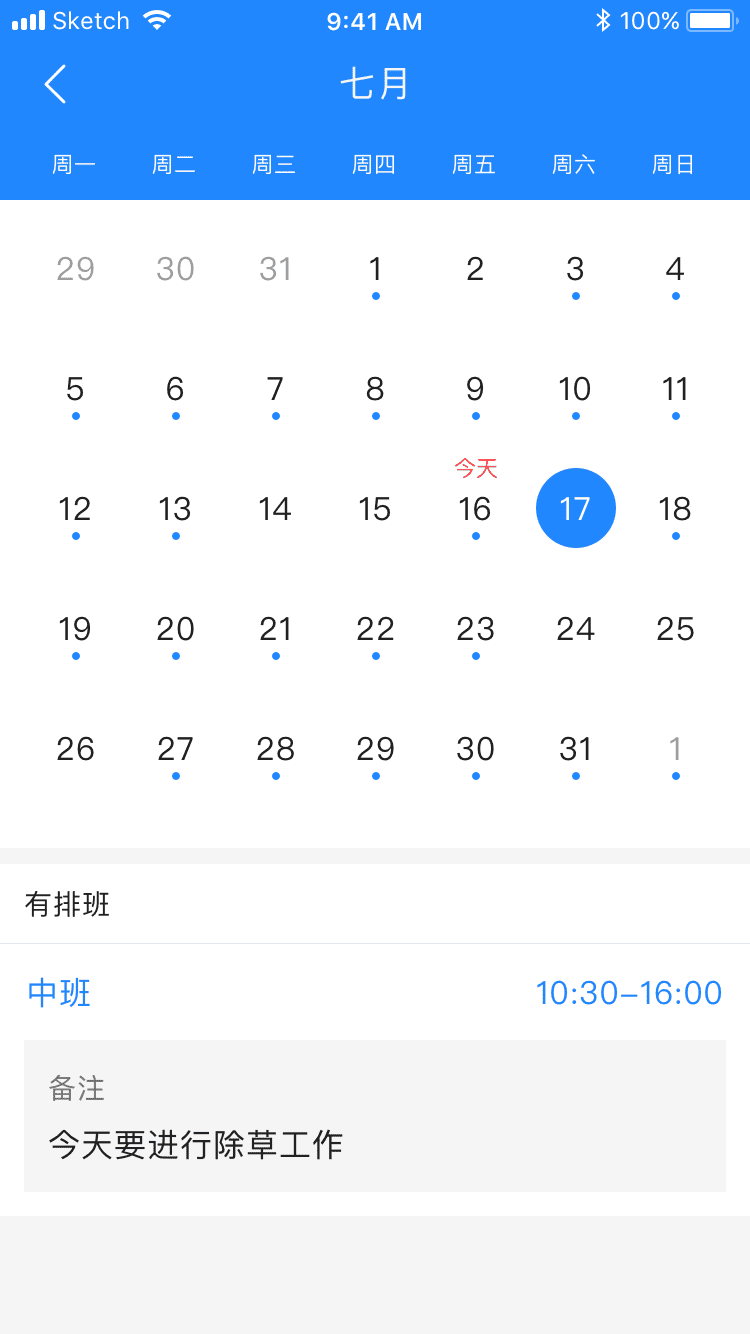 Sketch 9:41 AM 100%
七月
周一 周二 周三 周四 周五 周六 周日
29 30 31 1 2 3 4
5 6 7 8 9 10 11
今天
12 13 14 15 16 17 18
19 20 21 22 23 24 25
26 27 28 29 30 31 1
有排班
中班 10:30–16:00
备注
今天要进行除草工作